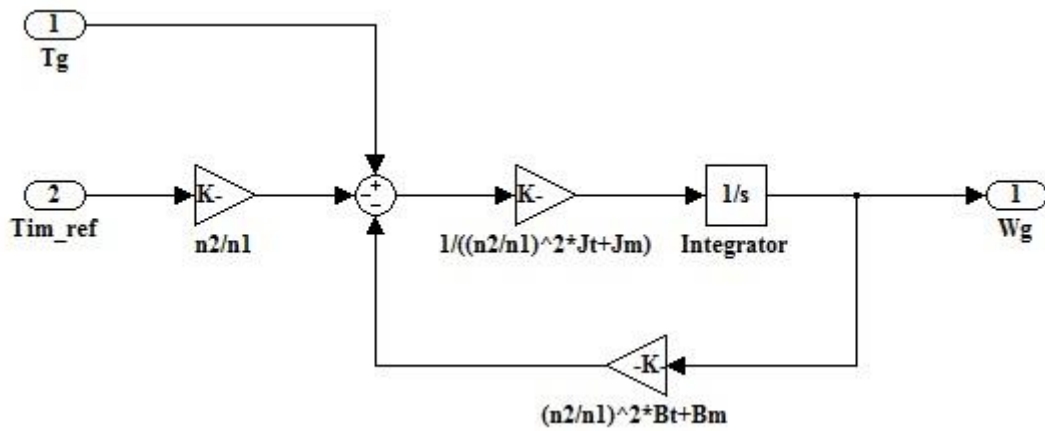 1
Tg
2
Tim_ref
K-
n2/n1
+
−
−
K-
1/((n2/n1)^2*Jt+Jm)
1/s
Integrator
1
Wg
-K-
(n2/n1)^2*Bt+Bm